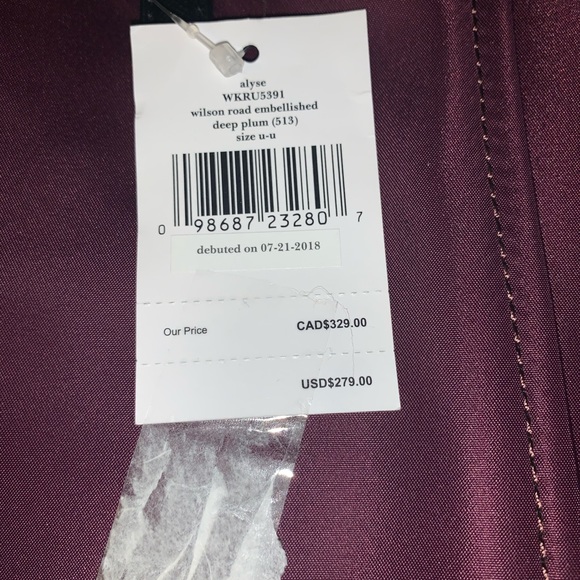 alyse
WKRU5391
wilson road embellished
deep plum (513)
size u-u
0 98687 23280 7
debuted on 07-21-2018
Our Price CAD$329.00
USD$279.00